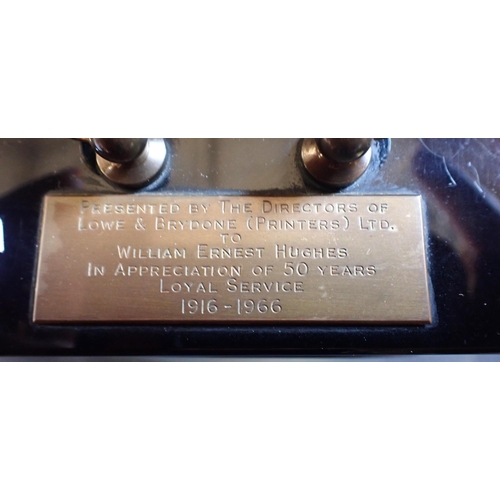 PRESENTED BY THE DIRECTORS OF
LOWE & BRYDONE (PRINTERS) LTD.
TO
WILLIAM ERNEST HUGHES
IN APPRECIATION OF 50 YEARS
LOYAL SERVICE
1916-1966